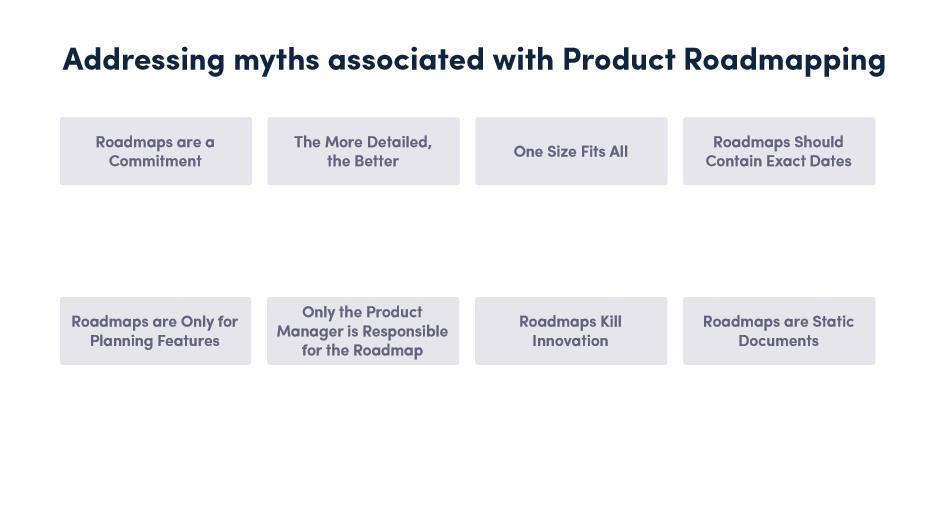 Addressing myths associated with Product Roadmapping
Roadmaps are a
Commitment
The More Detailed,
the Better
One Size Fits All
Roadmaps Should
Contain Exact Dates
Roadmaps are Only for
Planning Features
Only the Product
Manager is Responsible
for the Roadmap
Roadmaps Kill
Innovation
Roadmaps are Static
Documents